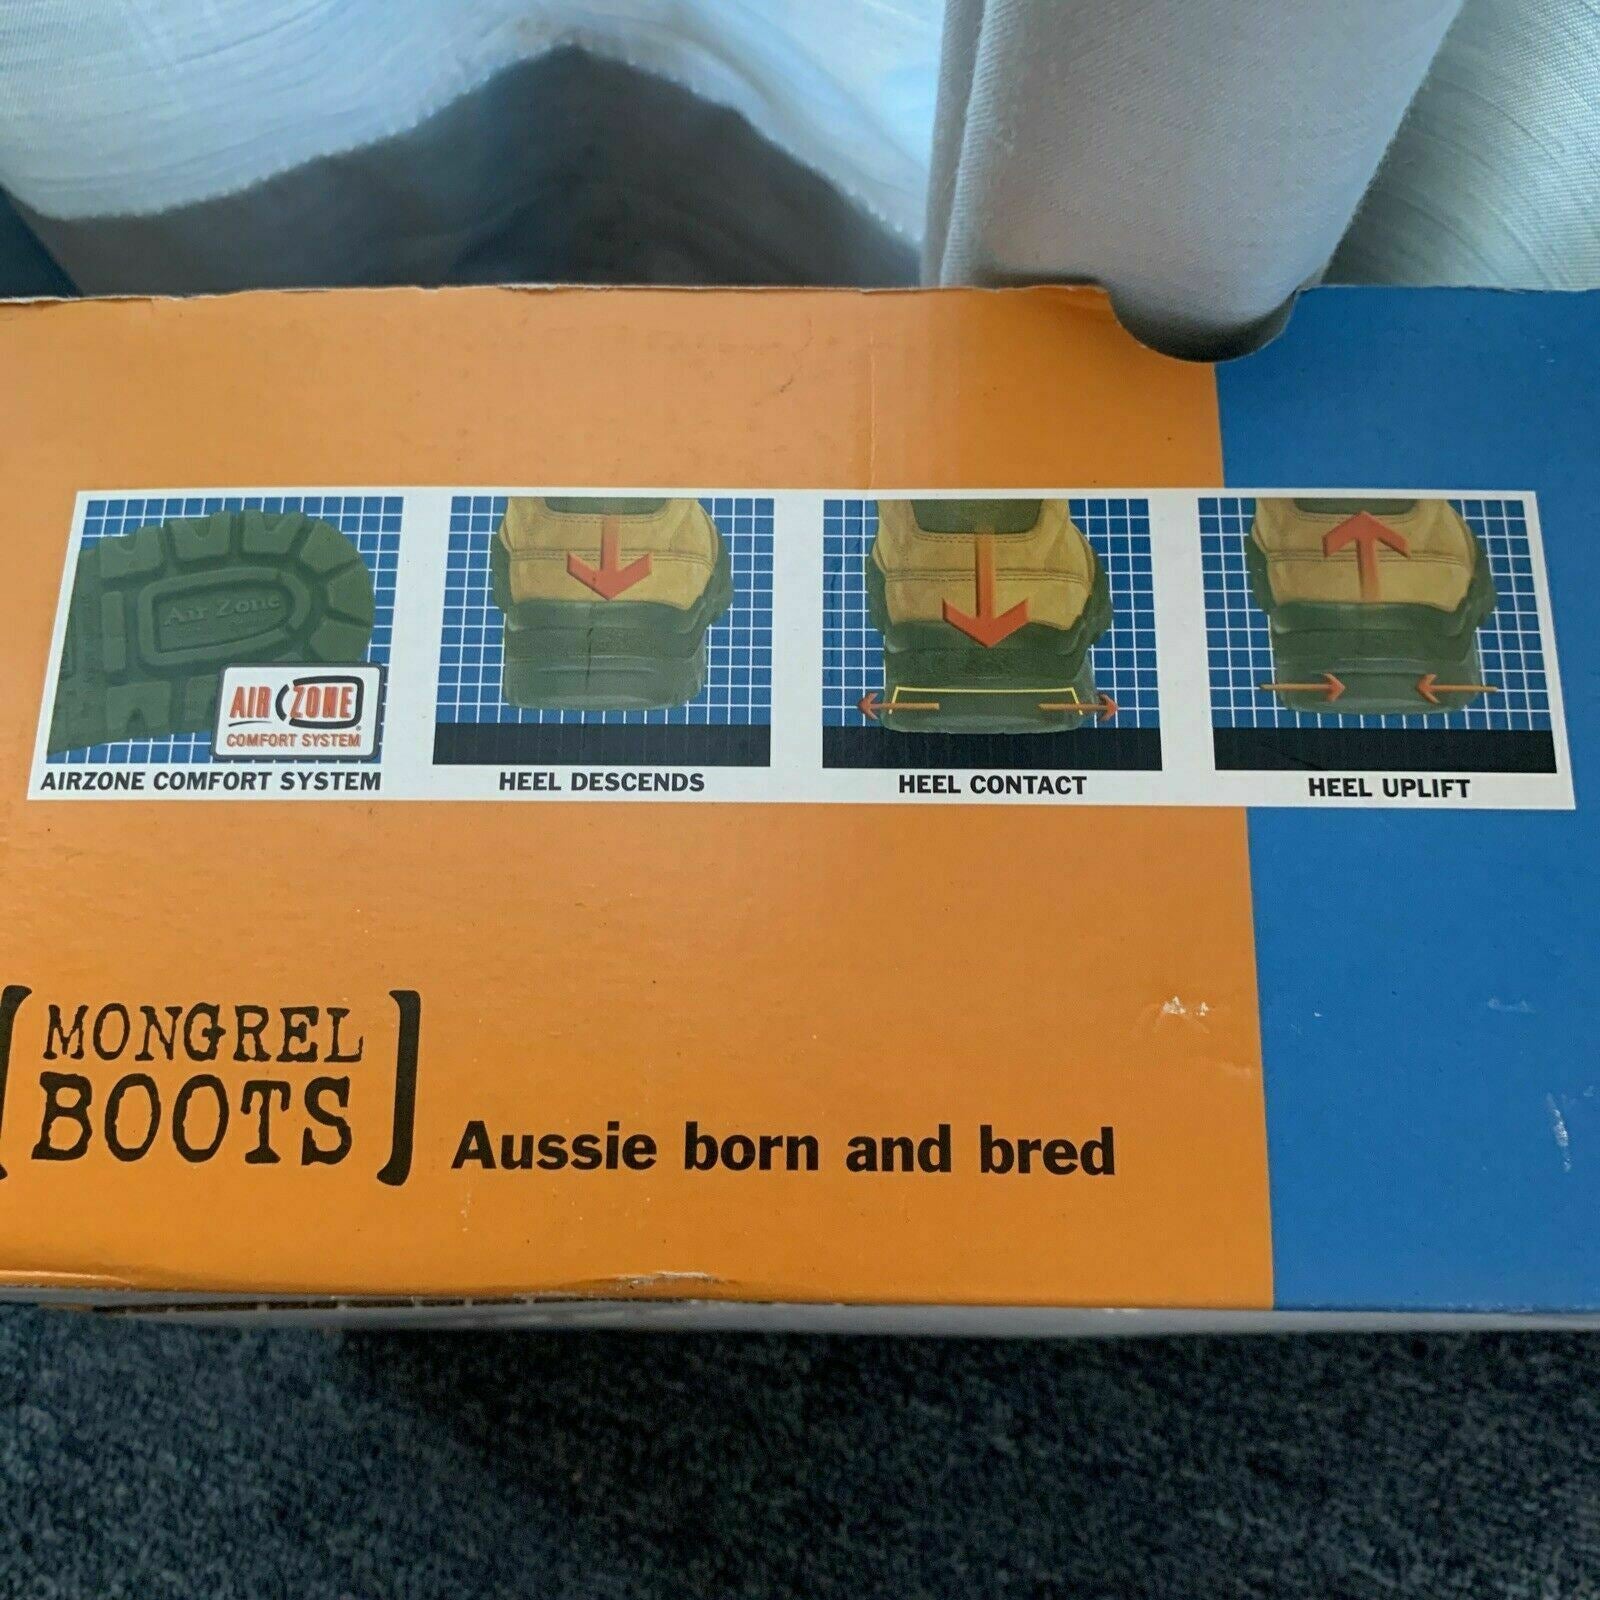 Air Zone
AIR ZONE
COMFORT SYSTEM
AIRZONE COMFORT SYSTEM
HEEL DESCENDS
HEEL CONTACT
HEEL UPLIFT
MONGREL
BOOTS
Aussie born and bred